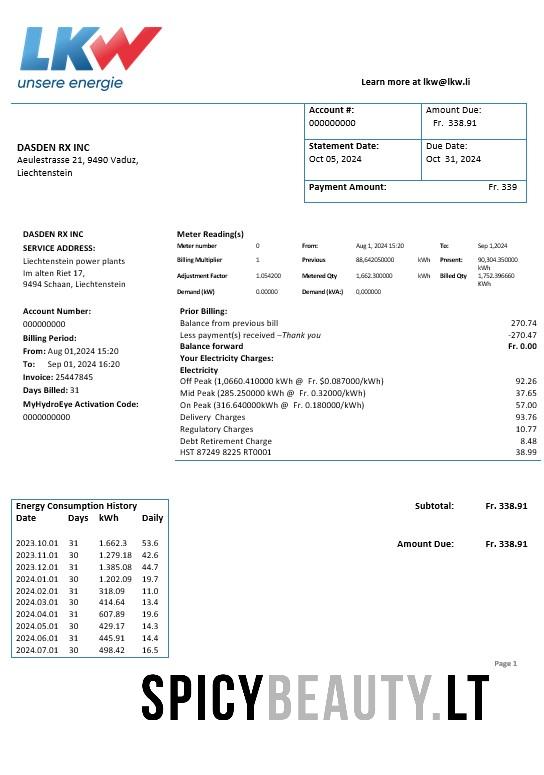 LKW
unsere energie
Learn more at lkw@lkw.li
Account #:
000000000
Amount Due:
Fr. 338.91
DASDEN RX INC
Aeulestrasse 21, 9490 Vaduz,
Liechtenstein
Statement Date:
Oct 05, 2024
Due Date:
Oct 31, 2024
Payment Amount: Fr. 339
DASDEN RX INC
SERVICE ADDRESS:
Liechtenstein power plants
Im alten Riet 17,
9494 Schaan, Liechtenstein
Account Number:
000000000
Billing Period:
From: Aug 01,2024 15:20
To: Sep 01, 2024 16:20
Invoice: 25447845
Days Billed: 31
MyHydroEye Activation Code:
0000000000
Meter Reading(s)
Meter number 0 From: Aug 1, 2024 15:20 To: Sep 1,2024
Billing Multiplier 1 Previous 88,642050000 kWh Present: 90,304.350000 kWh
Adjustment Factor 1.054200 Metered Qty 1,662.300000 kWh Billed Qty 1,752.396660 KWh
Demand (kW) 0.00000 Demand (kVA:) 0,000000
Prior Billing:
Balance from previous bill 270.74
Less payment(s) received –Thank you -270.47
Balance forward Fr. 0.00
Your Electricity Charges:
Electricity
Off Peak (1,0660.410000 kWh @ Fr. $0.087000/kWh) 92.26
Mid Peak (285.250000 kWh @ Fr. 0.32000/kWh) 37.65
On Peak (316.640000kWh @ Fr. 0.180000/kWh) 57.00
Delivery Charges 93.76
Regulatory Charges 10.77
Debt Retirement Charge 8.48
HST 87249 8225 RT0001 38.99
Energy Consumption History
Date Days kWh Daily
2023.10.01 31 1.662.3 53.6
2023.11.01 30 1.279.18 42.6
2023.12.01 31 1.385.08 44.7
2024.01.01 30 1.202.09 19.7
2024.02.01 31 318.09 11.0
2024.03.01 30 414.64 13.4
2024.04.01 31 607.89 19.6
2024.05.01 30 429.17 14.3
2024.06.01 31 445.91 14.4
2024.07.01 30 498.42 16.5
Subtotal: Fr. 338.91
Amount Due: Fr. 338.91
Page 1
SPICYBEAUTY.LT